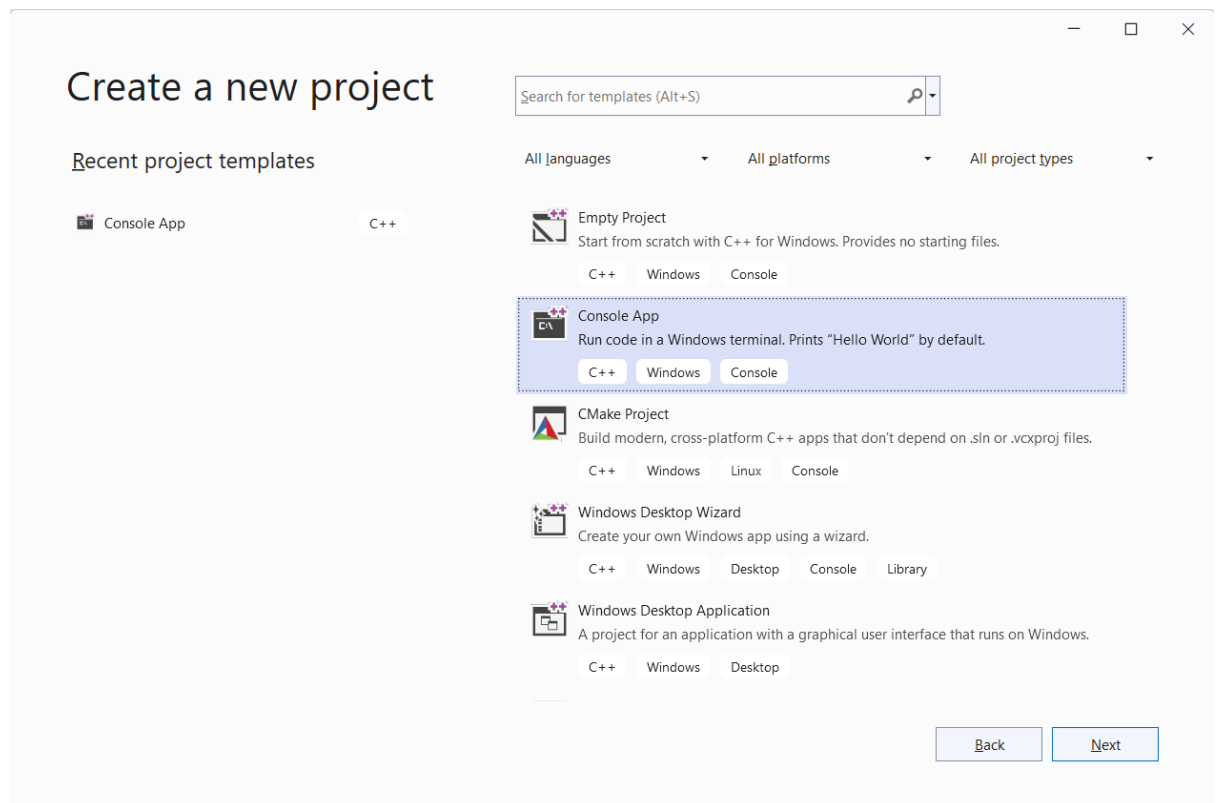 Create a new project
Search for templates (Alt+S)
Recent project templates
All languages
All platforms
All project types
Console App
C++
Empty Project
Start from scratch with C++ for Windows. Provides no starting files.
C++ Windows Console
Console App
Run code in a Windows terminal. Prints “Hello World” by default.
C++ Windows Console
CMake Project
Build modern, cross-platform C++ apps that don’t depend on .sln or .vcxproj files.
C++ Windows Linux Console
Windows Desktop Wizard
Create your own Windows app using a wizard.
C++ Windows Desktop Console Library
Windows Desktop Application
A project for an application with a graphical user interface that runs on Windows.
C++ Windows Desktop
Back
Next